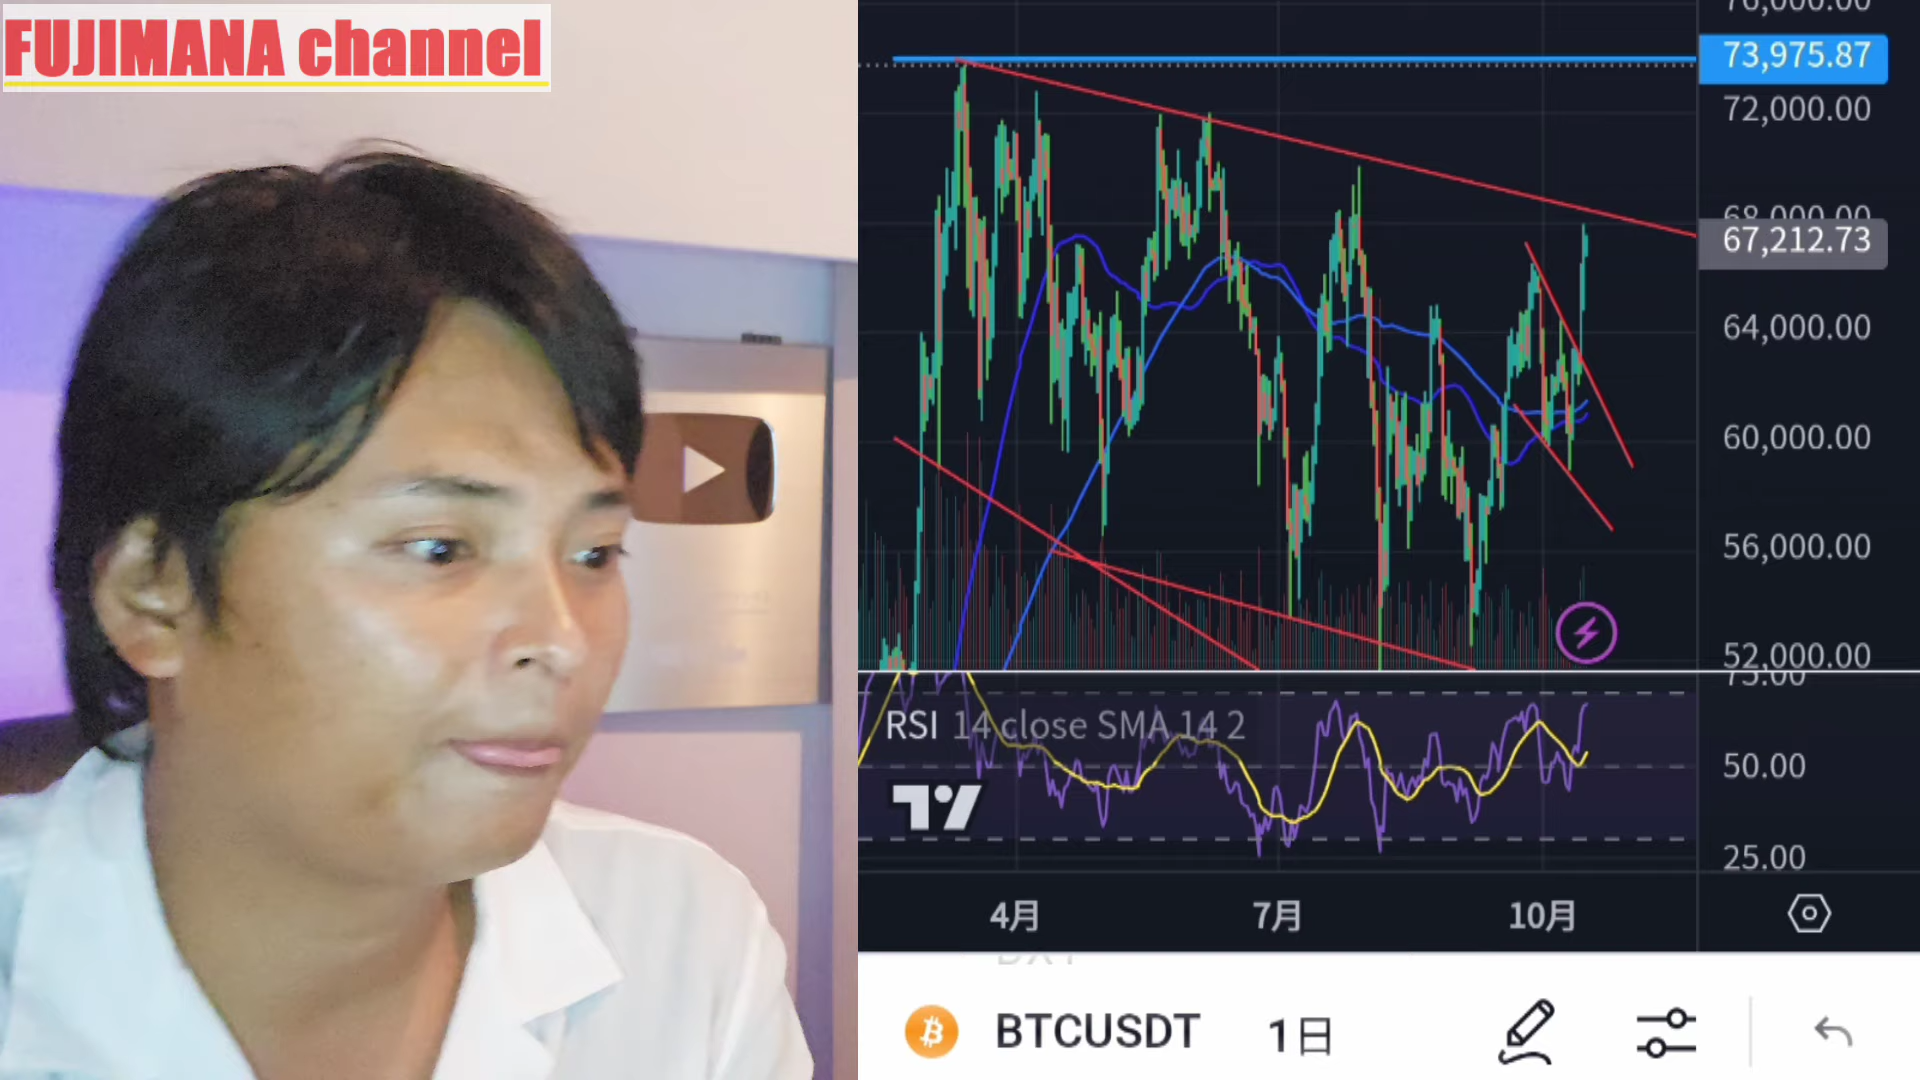 FUJIMANA channel
73,975.87
72,000.00
67,212.73
64,000.00
60,000.00
56,000.00
52,000.00
75.00
RSI 14 close SMA 14 2
50.00
25.00
4月 7月 10月
BTCUSDT 1日